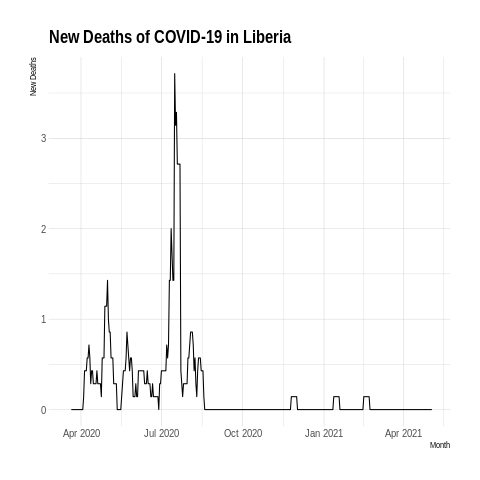 New Deaths of COVID-19 in Liberia
New Deaths
3
2
1
0
Apr 2020 Jul 2020 Oct 2020 Jan 2021 Apr 2021
Month